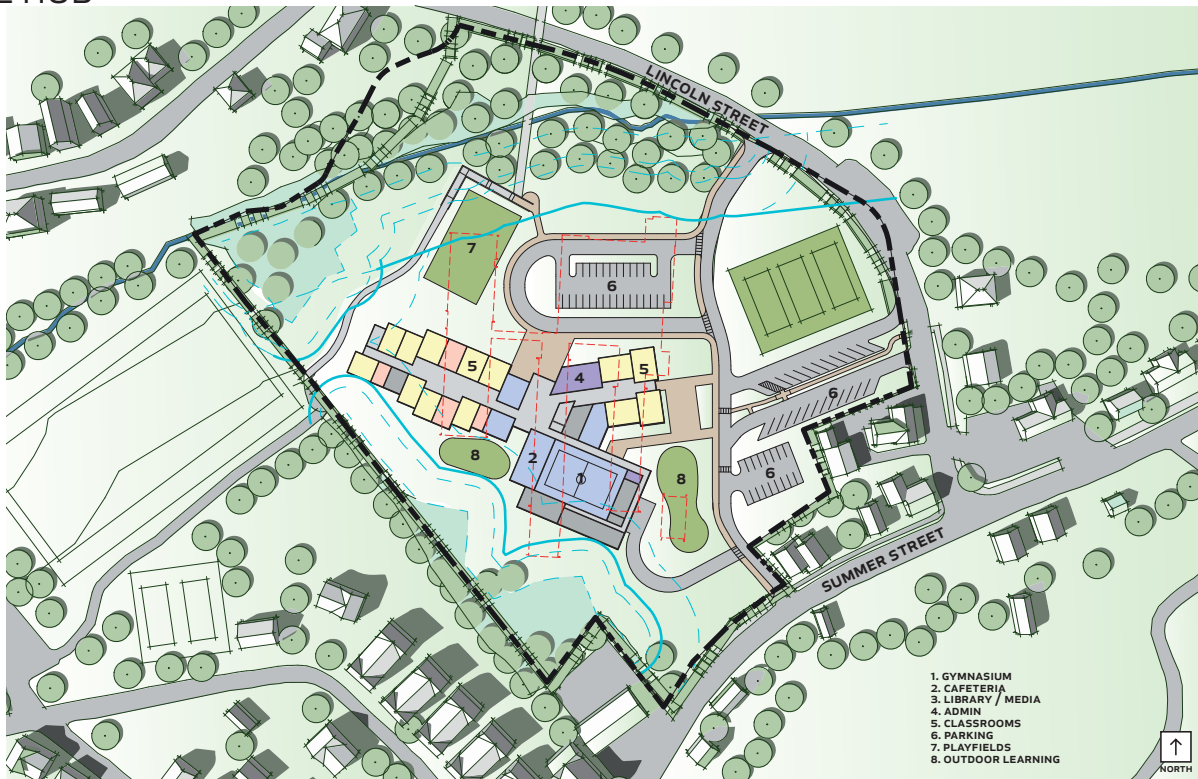 LINCOLN STREET
7
6
5
4
5
6
8
2
1
6
8
SUMMER STREET
1. GYMNASIUM
2. CAFETERIA
3. LIBRARY / MEDIA
4. ADMIN
5. CLASSROOMS
6. PARKING
7. PLAYFIELDS
8. OUTDOOR LEARNING
NORTH